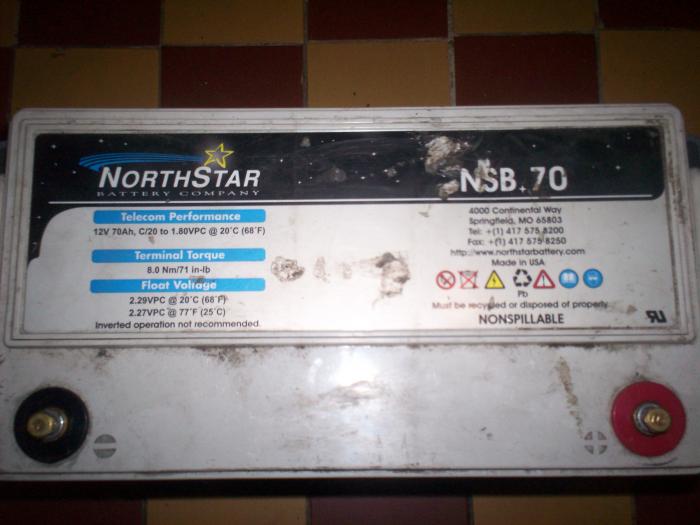 NORTHSTAR
BATTERY COMPANY
NSB 70
Telecom Performance
12V 70Ah, C/20 to 1.80VPC @ 20°C (68°F)
Terminal Torque
8.0 Nm/71 in-lb
Float Voltage
2.29VPC @ 20°C (68°F)
2.27VPC @ 77°F (25°C)
Inverted operation not recommended.
4000 Continental Way
Springfield, MO 65803
Tel: +(1) 417 575 8200
Fax: +(1) 417 575 8250
http://www.northstarbattery.com
Made in USA
Pb
Must be recycled or disposed of properly
NONSPILLABLE